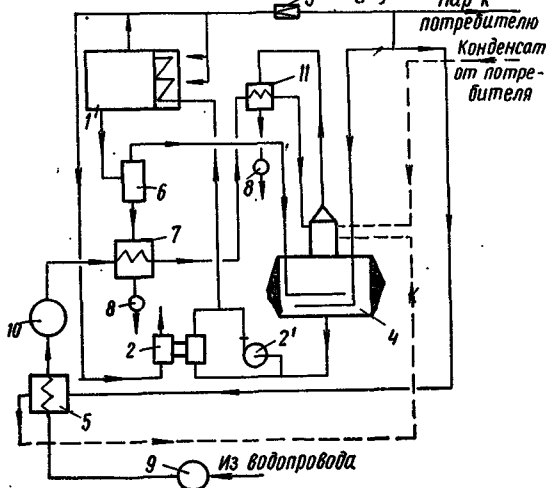 3
Пар к
потребителю
Конденсат
от потре-
бителя
11
1
6
8
7
10
8
2
2'
4
5
9
Из водопровода